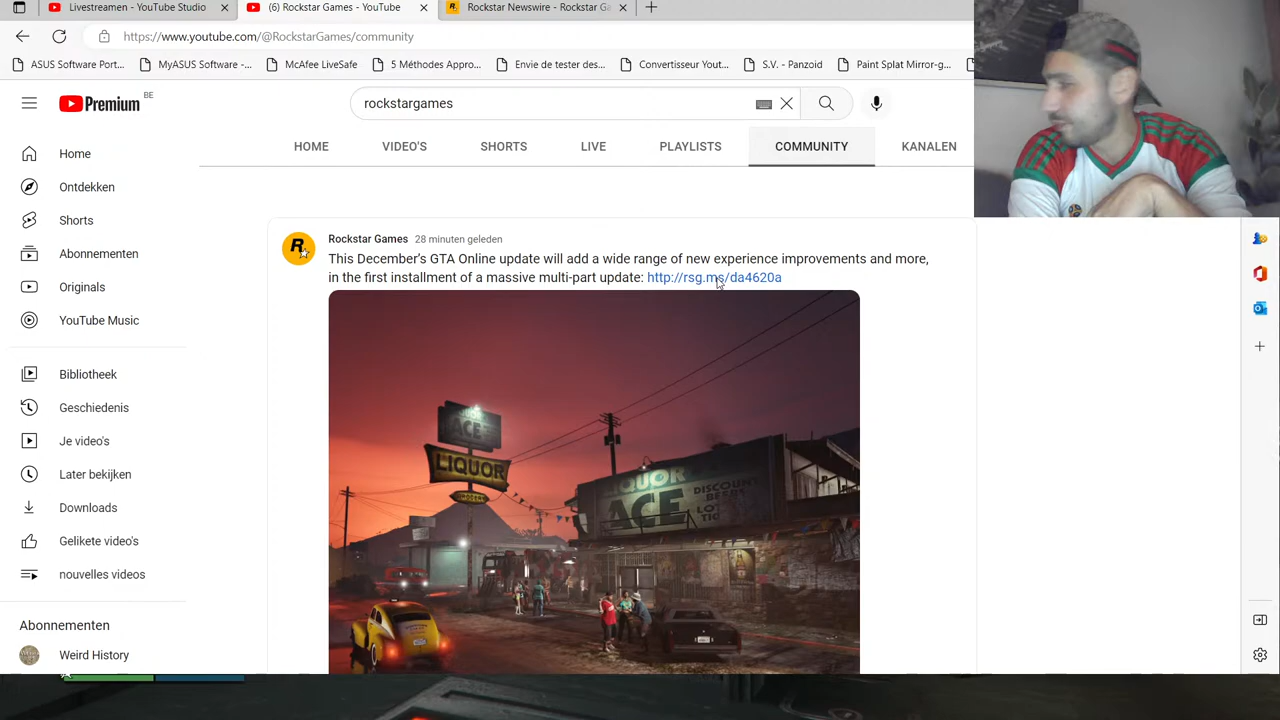 Livestreamen - YouTube Studio
(6) Rockstar Games - YouTube
Rockstar Newswire - Rockstar Ga
https://www.youtube.com/@RockstarGames/community
ASUS Software Port...
MyASUS Software -...
McAfee LiveSafe
5 Méthodes Appro...
Envie de tester des...
Convertisseur Yout...
S.V. - Panzoid
Paint Splat Mirror-g...
Premium BE
rockstargames
HOME
VIDEO'S
SHORTS
LIVE
PLAYLISTS
COMMUNITY
KANALEN
Home
Ontdekken
Shorts
Abonnementen
Originals
YouTube Music
Bibliotheek
Geschiedenis
Je video's
Later bekijken
Downloads
Gelikete video's
nouvelles videos
Abonnementen
Weird History
Rockstar Games 28 minuten geleden
This December's GTA Online update will add a wide range of new experience improvements and more,
in the first installment of a massive multi-part update: http://rsg.ms/da4620a
ACE
LIQUOR
LIQUOR
ACE
DISCOUNT